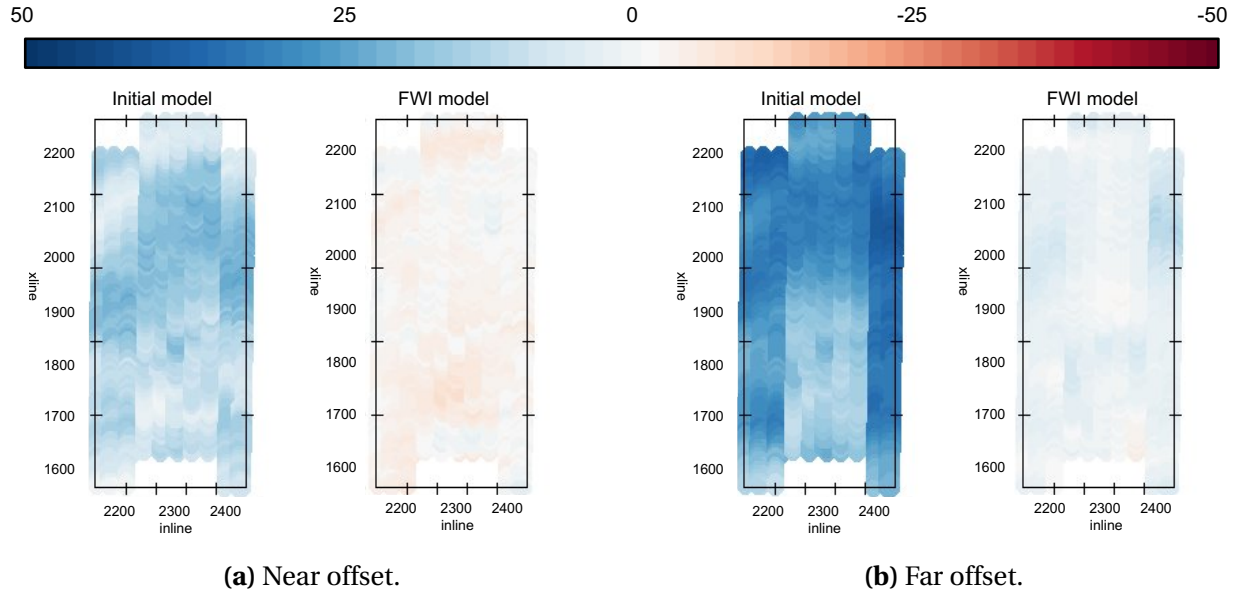 50 25 0 -25 -50
Initial model FWI model Initial model FWI model
2200 2200 2200 2200
2100 2100 2100 2100
2000 2000 2000 2000
xline xline xline xline
1900 1900 1900 1900
1800 1800 1800 1800
1700 1700 1700 1700
1600 1600 1600 1600
2200 2300 2400 2200 2300 2400 2200 2300 2400 2200 2300 2400
inline inline inline inline
(a) Near offset. (b) Far offset.